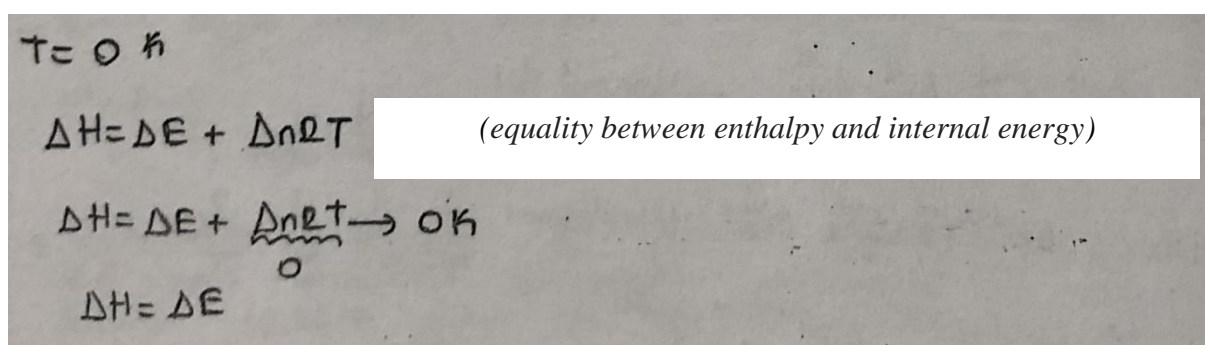 T= 0 K
ΔH=ΔE + ΔnRT (equality between enthalpy and internal energy)
ΔH= ΔE + ΔnRT→ 0K
0
ΔH= ΔE